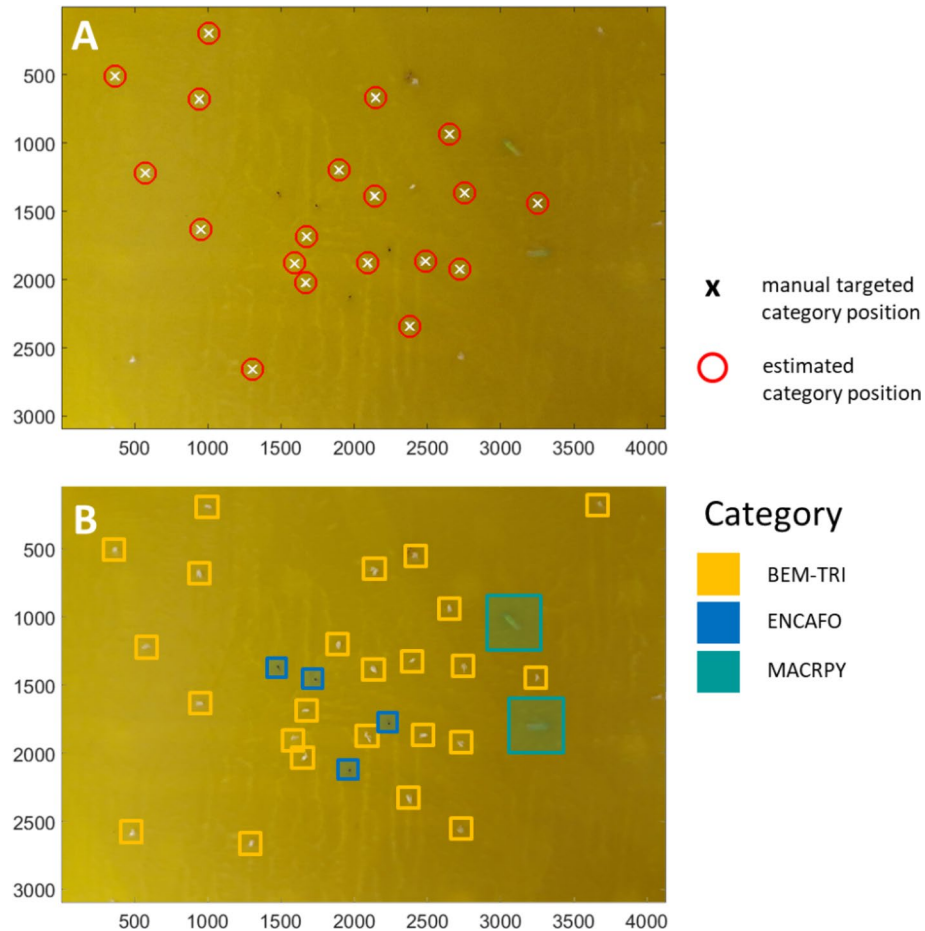 A
500
1000
1500
2000
2500
3000
500 1000 1500 2000 2500 3000 3500 4000
x manual targeted
category position
estimated
category position
B
500
1000
1500
2000
2500
3000
500 1000 1500 2000 2500 3000 3500 4000
Category
BEM-TRI
ENCAFO
MACRPY